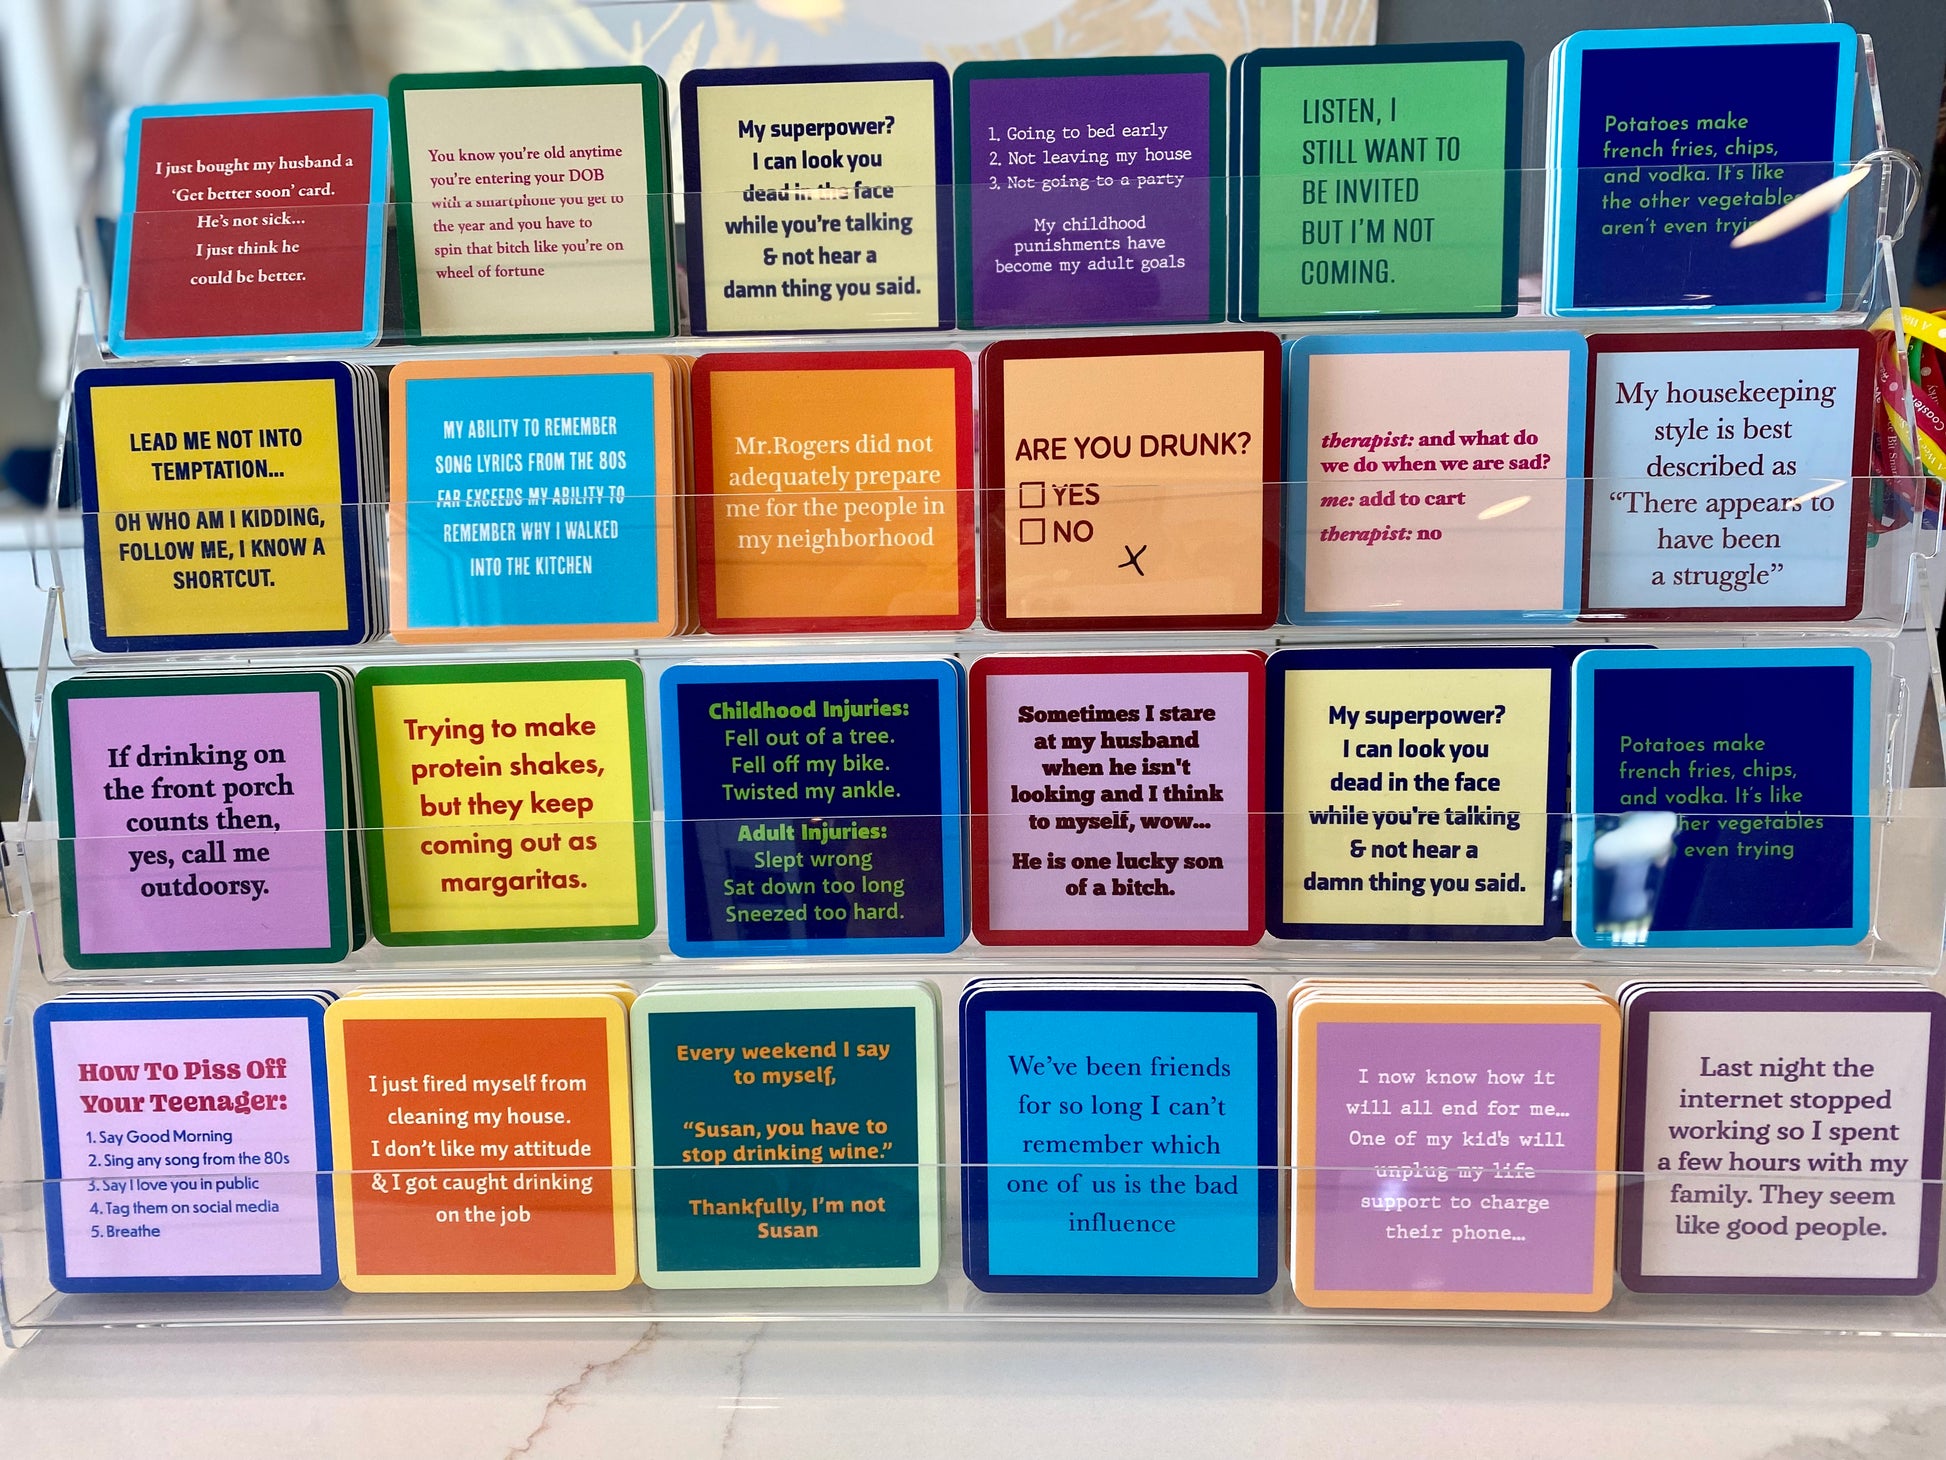 I just bought my husband a
‘Get better soon’ card.
He’s not sick...
I just think he
could be better.
You know you’re old anytime
you’re entering your DOB
with a smartphone you get to
the year and you have to
spin that bitch like you’re on
wheel of fortune
My superpower?
I can look you
dead in the face
while you’re talking
& not hear a
damn thing you said.
1. Going to bed early
2. Not leaving my house
3. Not going to a party
My childhood
punishments have
become my adult goals
LISTEN, I
STILL WANT TO
BE INVITED
BUT I’M NOT
COMING.
Potatoes make
french fries, chips,
and vodka. It’s like
the other vegetables
aren’t even
LEAD ME NOT INTO
TEMPTATION...
OH WHO AM I KIDDING,
FOLLOW ME, I KNOW A
SHORTCUT.
MY ABILITY TO REMEMBER
SONG LYRICS FROM THE 80S
FAR EXCEEDS MY ABILITY TO
REMEMBER WHY I WALKED
INTO THE KITCHEN
Mr.Rogers did not
adequately prepare
me for the people in
my neighborhood
ARE YOU DRUNK?
YES
NO
X
therapist: and what do
we do when we are sad?
me: add to cart
therapist: no
My housekeeping
style is best
described as
“There appears to
have been
a struggle”
If drinking on
the front porch
counts then,
yes, call me
outdoorsy.
Trying to make
protein shakes,
but they keep
coming out as
margaritas.
Childhood Injuries:
Fell out of a tree.
Fell off my bike.
Twisted my ankle.
Adult Injuries:
Slept wrong
Sat down too long
Sneezed too hard.
Sometimes I stare
at my husband
when he isn't
looking and I think
to myself, wow...
He is one lucky son
of a bitch.
My superpower?
I can look you
dead in the face
while you’re talking
& not hear a
damn thing you said.
Potatoes make
french fries, chips,
and vodka. It’s like
vegetables
even trying
How To Piss Off
Your Teenager:
1. Say Good Morning
2. Sing any song from the 80s
3. Say I love you in public
4. Tag them on social media
5. Breathe
I just fired myself from
cleaning my house.
I don’t like my attitude
& I got caught drinking
on the job
Every weekend I say
to myself,
“Susan, you have to
stop drinking wine.”
Thankfully, I’m not
Susan
We’ve been friends
for so long I can’t
remember which
one of us is the bad
influence
I now know how it
will all end for me...
One of my kid's will
unplug my life
support to charge
their phone...
Last night the
internet stopped
working so I spent
a few hours with my
family. They seem
like good people.